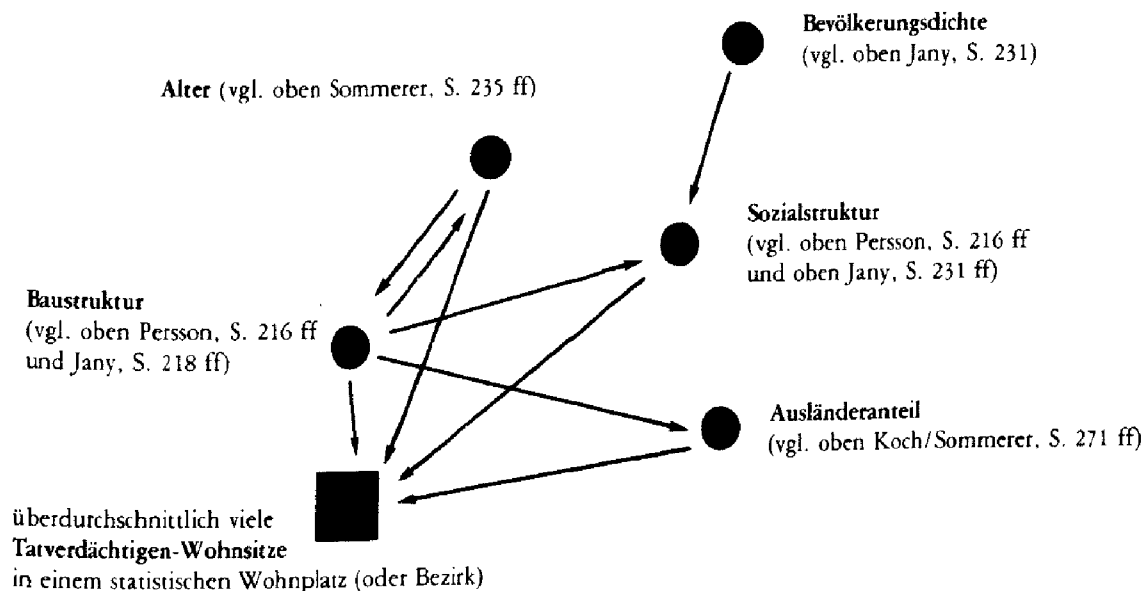 Bevölkerungsdichte
(vgl. oben Jany, S. 231)
Alter (vgl. oben Sommerer, S. 235 ff)
Sozialstruktur
(vgl. oben Persson, S. 216 ff
und oben Jany, S. 231 ff)
Baustruktur
(vgl. oben Persson, S. 216 ff
und Jany, S. 218 ff)
Ausländeranteil
(vgl. oben Koch/Sommerer, S. 271 ff)
überdurchschnittlich viele
Tatverdächtigen-Wohnsitze
in einem statistischen Wohnplatz (oder Bezirk)